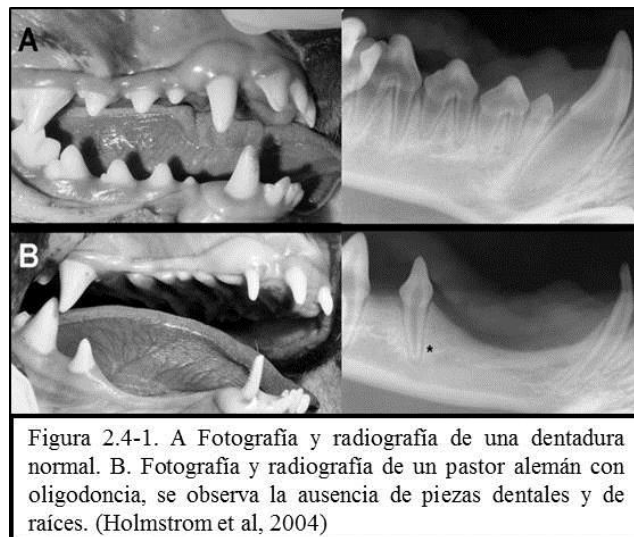 A
B
*
Figura 2.4-1. A Fotografía y radiografía de una dentadura
normal. B. Fotografía y radiografía de un pastor alemán con
oligodoncia, se observa la ausencia de piezas dentales y de
raíces. (Holmstrom et al, 2004)